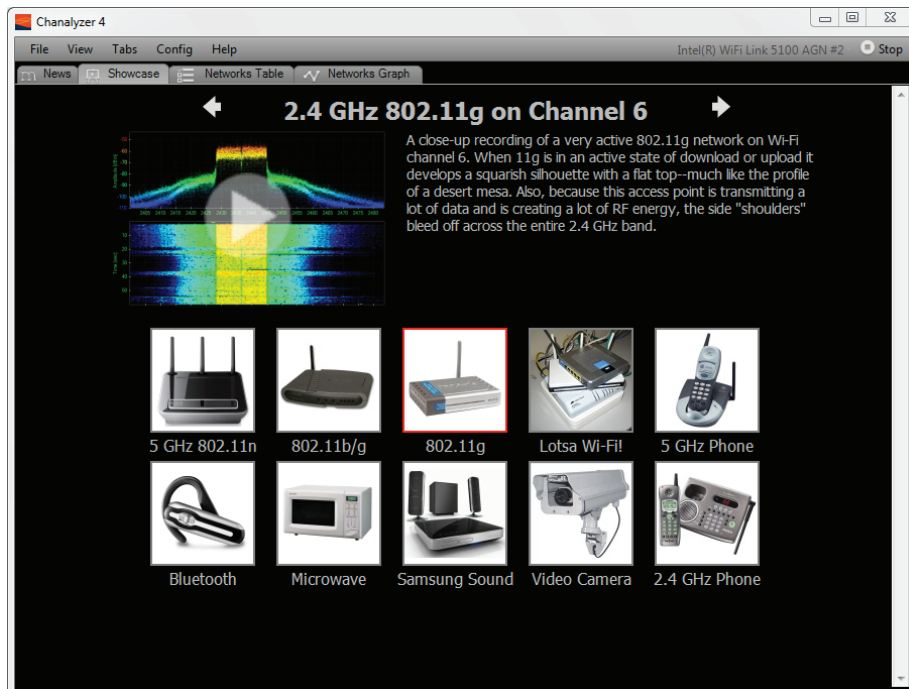 Chanalyzer 4
File View Tabs Config Help
Intel(R) WiFi Link 5100 AGN #2 Stop
News Showcase Networks Table Networks Graph
2.4 GHz 802.11g on Channel 6
A close-up recording of a very active 802.11g network on Wi-Fi
channel 6. When 11g is in an active state of download or upload it
develops a squarish silhouette with a flat top--much like the profile
of a desert mesa. Also, because this access point is transmitting a
lot of data and is creating a lot of RF energy, the side "shoulders"
bleed off across the entire 2.4 GHz band.
5 GHz 802.11n 802.11b/g 802.11g Lotsa Wi-Fi! 5 GHz Phone
Bluetooth Microwave Samsung Sound Video Camera 2.4 GHz Phone